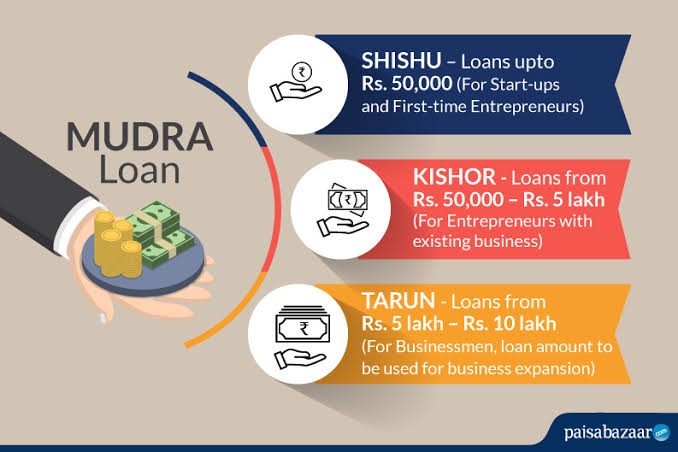 MUDRA
Loan
SHISHU – Loans upto
Rs. 50,000 (For Start-ups
and First-time Entrepreneurs)
KISHOR - Loans from
Rs. 50,000 – Rs. 5 lakh
(For Entrepreneurs with
existing business)
TARUN - Loans from
Rs. 5 lakh – Rs. 10 lakh
(For Businessmen, loan amount to
be used for business expansion)
₹
₹
₹
paisabazaar.com